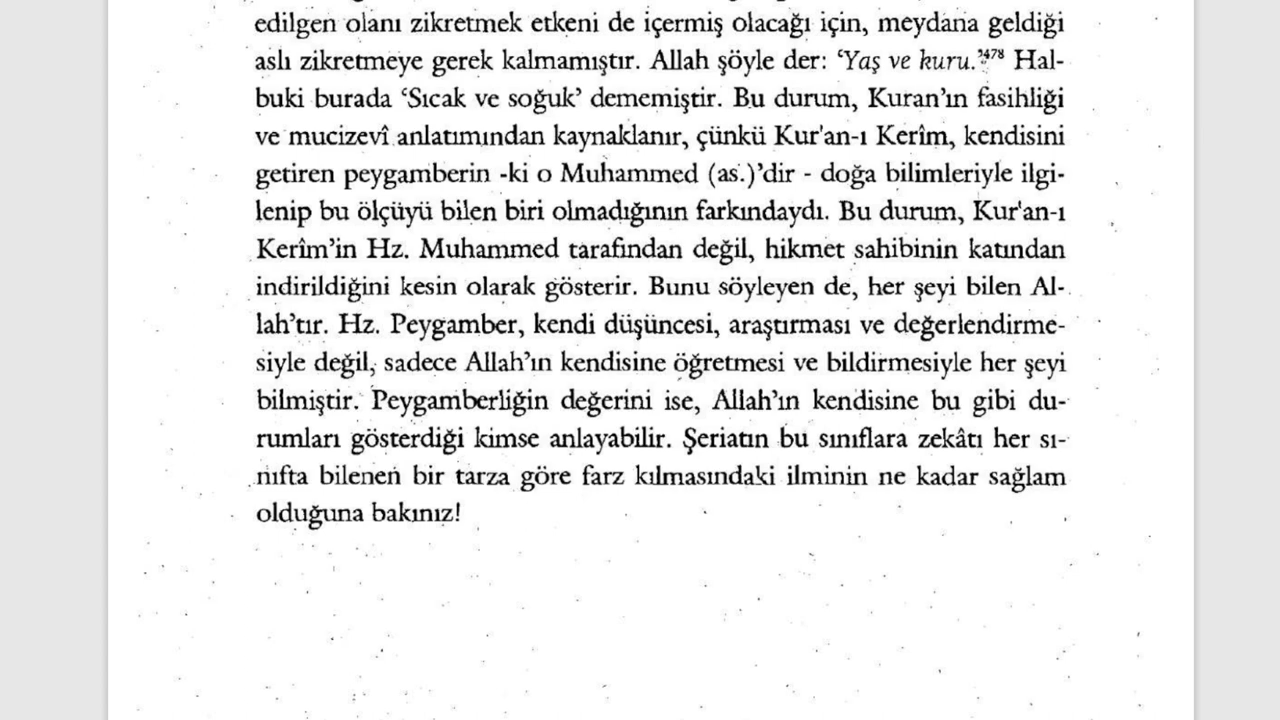 edilgen olanı zikretmek etkeni de içermiş olacağı için, meydana geldiği
aslı zikretmeye gerek kalmamıştır. Allah şöyle der: ‘Yaş ve kuru.’⁴⁷⁸ Hal-
buki burada ‘Sıcak ve soğuk’ dememiştir. Bu durum, Kuran’ın fasihliği
ve mucizevî anlatımından kaynaklanır, çünkü Kur'an-ı Kerîm, kendisini
getiren peygamberin -ki o Muhammed (as.)’dir - doğa bilimleriyle ilgi-
lenip bu ölçüyü bilen biri olmadığının farkındaydı. Bu durum, Kur'an-ı
Kerîm’in Hz. Muhammed tarafından değil, hikmet sahibinin katından
indirildiğini kesin olarak gösterir. Bunu söyleyen de, her şeyi bilen Al-
lah’tır. Hz. Peygamber, kendi düşüncesi, araştırması ve değerlendirme-
siyle değil, sadece Allah’ın kendisine öğretmesi ve bildirmesiyle her şeyi
bilmiştir. Peygamberliğin değerini ise, Allah’ın kendisine bu gibi du-
rumları gösterdiği kimse anlayabilir. Şeriatın bu sınıflara zekâtı her sı-
nıfta bilenen bir tarza göre farz kılmasındaki ilminin ne kadar sağlam
olduğuna bakınız!